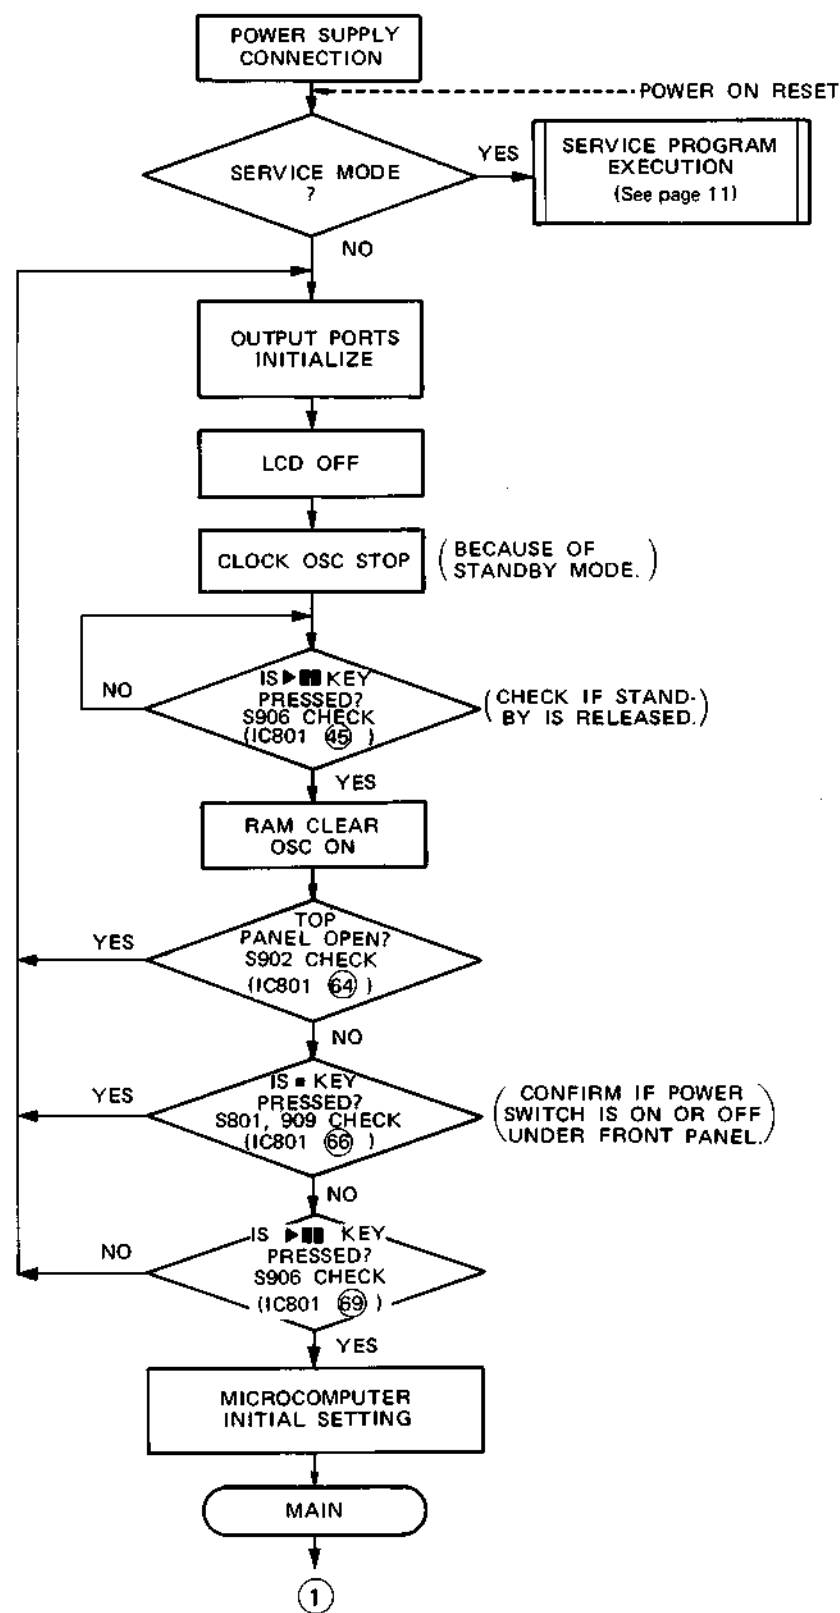 POWER SUPPLY
CONNECTION
POWER ON RESET
SERVICE MODE
?
YES
SERVICE PROGRAM
EXECUTION
(See page 11)
NO
OUTPUT PORTS
INITIALIZE
LCD OFF
CLOCK OSC STOP
(BECAUSE OF
STANDBY MODE.)
IS ▶▮▮ KEY
PRESSED?
S906 CHECK
(IC801 45 )
NO
(CHECK IF STAND-
BY IS RELEASED.)
YES
RAM CLEAR
OSC ON
TOP
PANEL OPEN?
S902 CHECK
(IC801 64 )
YES
NO
IS ■ KEY
PRESSED?
S801, 909 CHECK
(IC801 66 )
YES
(CONFIRM IF POWER
SWITCH IS ON OR OFF
UNDER FRONT PANEL.)
NO
IS ▶▮▮ KEY
PRESSED?
S906 CHECK
(IC801 69 )
NO
YES
MICROCOMPUTER
INITIAL SETTING
MAIN
1